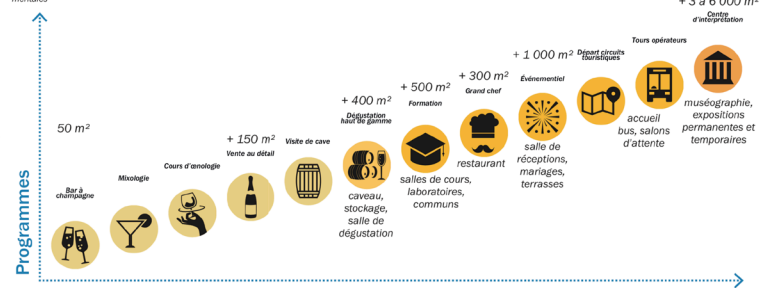 mentales
+ 3 à 6 000 m²
Centre
d'interprétation
Tours opérateurs
+ 1 000 m²
Départ circuits
touristiques
Événementiel
+ 300 m²
Grand chef
+ 500 m²
Formation
+ 400 m²
Dégustation
haut de gamme
50 m²
+ 150 m²
Vente au détail
Visite de cave
Cours d'œnologie
Mixologie
Bar à
champagne
muséographie,
expositions
permanentes et
temporaires
accueil
bus, salons
d'attente
salle de
réceptions,
mariages,
terrasses
restaurant
salles de cours,
laboratoires,
communs
caveau,
stockage,
salle de
dégustation
Programmes